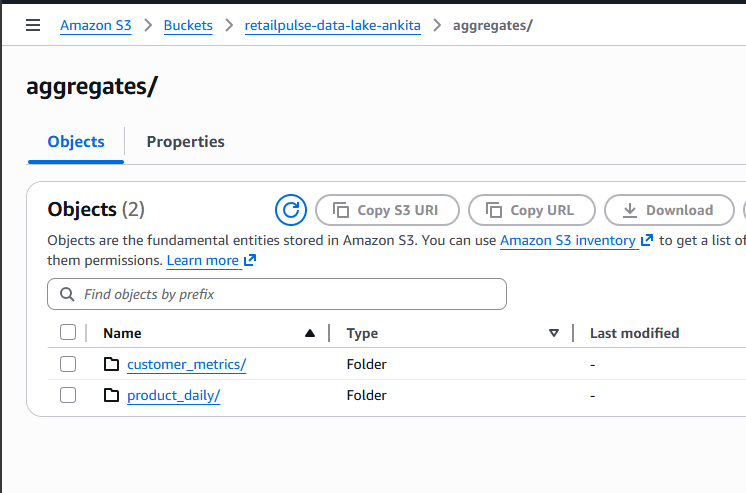 Amazon S3 > Buckets > retailpulse-data-lake-ankita > aggregates/
aggregates/
Objects Properties
Objects (2) Copy S3 URI Copy URL Download
Objects are the fundamental entities stored in Amazon S3. You can use Amazon S3 inventory to get a list of
them permissions. Learn more
Find objects by prefix
Name Type Last modified
customer_metrics/ Folder -
product_daily/ Folder -